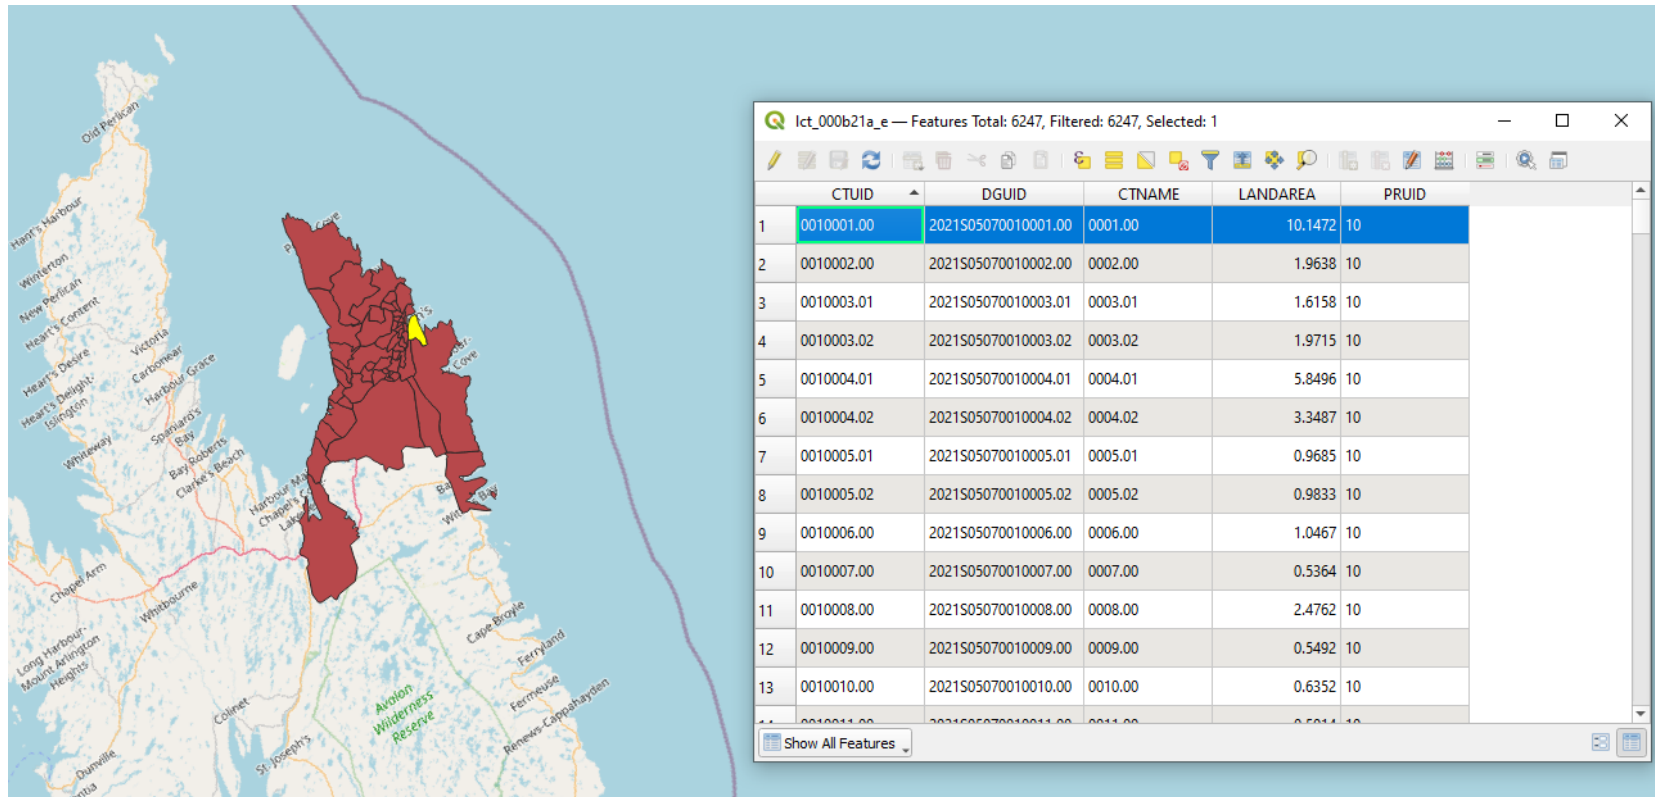 Old Perlican
Hant's Harbour
Winterton
New Perlican
Heart's Content
Heart's Desire
Heart's Delight-
Islington
Whiteway
Victoria
Carbonear
Harbour Grace
Spaniard's
Bay
Bay Roberts
Clarke's Beach
Cove
Cove
Bay
Chapel Arm
Whitbourne
Long Harbour-
Mount Arlington
Heights
Colinet
Dunville
St. Joseph's
Avalon
Wilderness
Reserve
Cape Broyle
Ferryland
Fermeuse
Renews-Cappahayden
lct_000b21a_e — Features Total: 6247, Filtered: 6247, Selected: 1
CTUID DGUID CTNAME LANDAREA PRUID
1 0010001.00 2021S05070010001.00 0001.00 10.1472 10
2 0010002.00 2021S05070010002.00 0002.00 1.9638 10
3 0010003.01 2021S05070010003.01 0003.01 1.6158 10
4 0010003.02 2021S05070010003.02 0003.02 1.9715 10
5 0010004.01 2021S05070010004.01 0004.01 5.8496 10
6 0010004.02 2021S05070010004.02 0004.02 3.3487 10
7 0010005.01 2021S05070010005.01 0005.01 0.9685 10
8 0010005.02 2021S05070010005.02 0005.02 0.9833 10
9 0010006.00 2021S05070010006.00 0006.00 1.0467 10
10 0010007.00 2021S05070010007.00 0007.00 0.5364 10
11 0010008.00 2021S05070010008.00 0008.00 2.4762 10
12 0010009.00 2021S05070010009.00 0009.00 0.5492 10
13 0010010.00 2021S05070010010.00 0010.00 0.6352 10
Show All Features